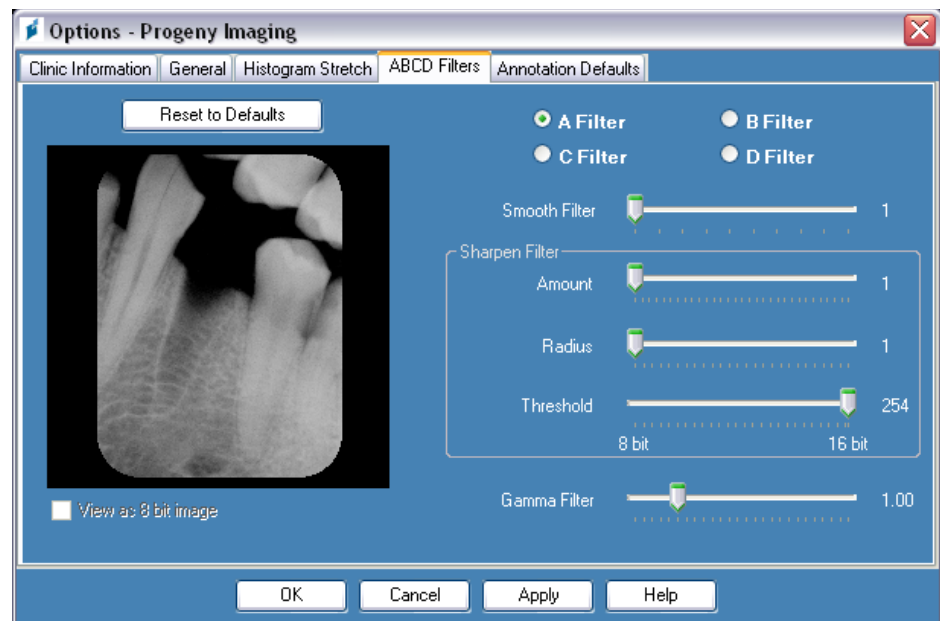 Options - Progeny Imaging
Clinic Information General Histogram Stretch ABCD Filters Annotation Defaults
Reset to Defaults
A Filter B Filter
C Filter D Filter
Smooth Filter 1
Sharpen Filter
Amount 1
Radius 1
Threshold 254
8 bit 16 bit
View as 8 bit image
Gamma Filter 1.00
OK Cancel Apply Help